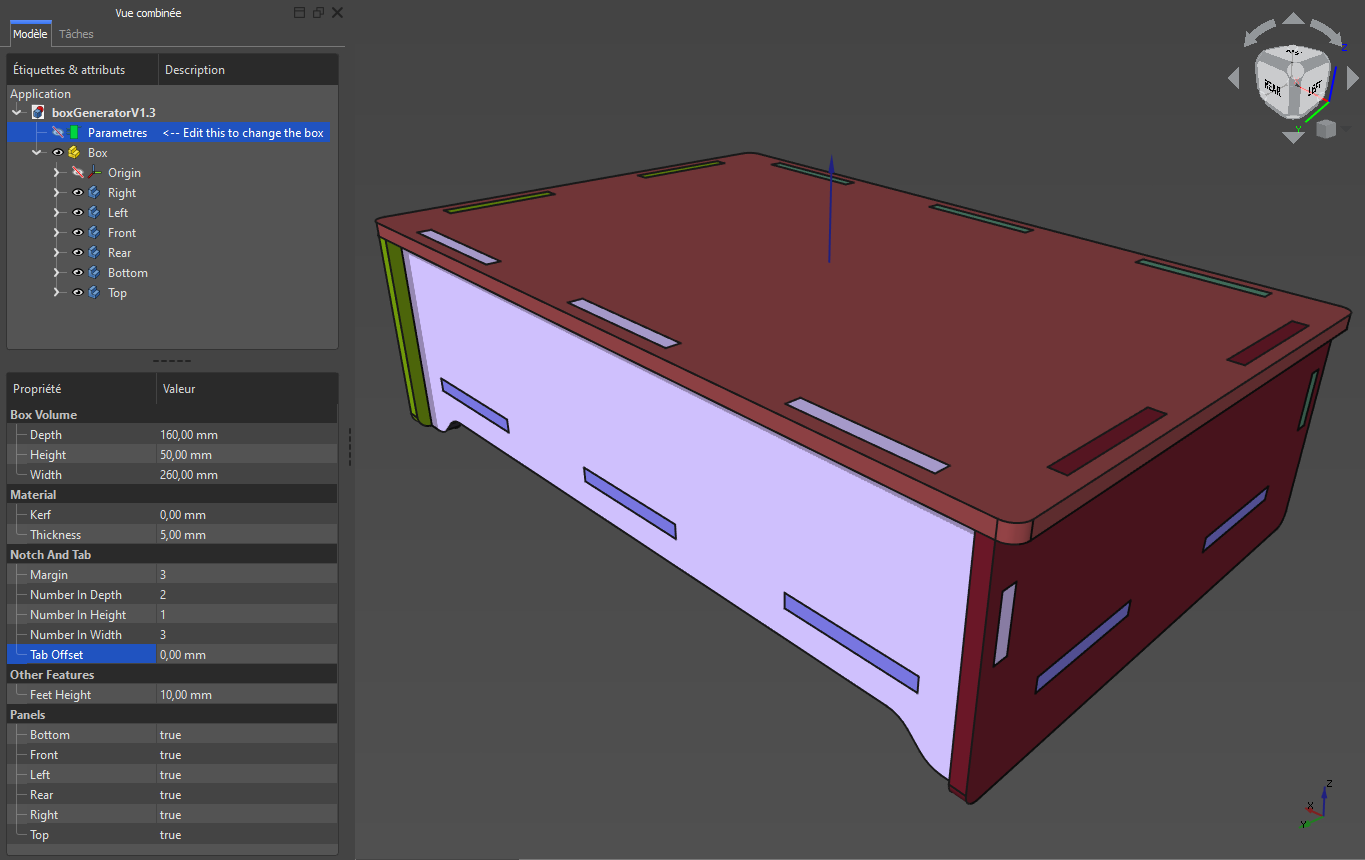 Vue combinée
Modèle Tâches
Étiquettes & attributs Description
Application
boxGeneratorV1.3
Parametres <-- Edit this to change the box
Box
Origin
Right
Left
Front
Rear
Bottom
Top
Propriété Valeur
Box Volume
Depth 160,00 mm
Height 50,00 mm
Width 260,00 mm
Material
Kerf 0,00 mm
Thickness 5,00 mm
Notch And Tab
Margin 3
Number In Depth 2
Number In Height 1
Number In Width 3
Tab Offset 0,00 mm
Other Features
Feet Height 10,00 mm
Panels
Bottom true
Front true
Left true
Rear true
Right true
Top true
Z
REAR
LEFT
Y
Z
X
Y